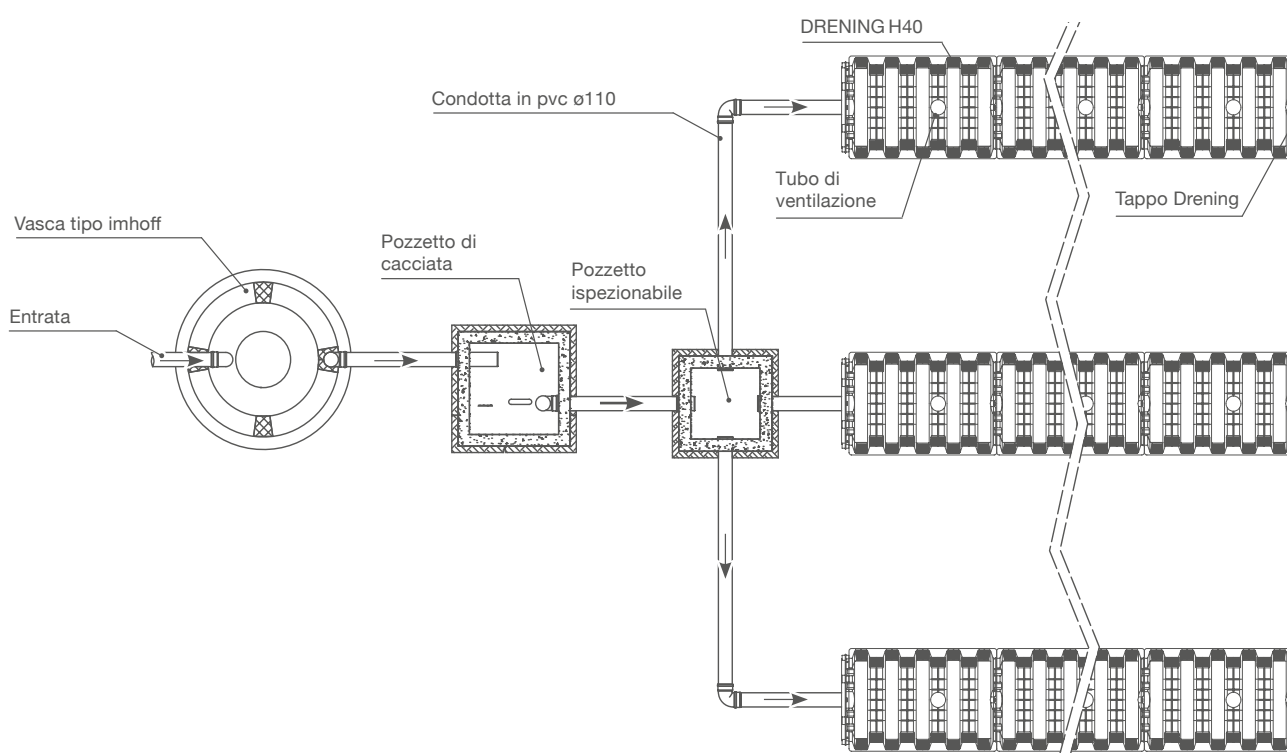 DRENING H40
Condotta in pvc ø110
Tubo di
ventilazione
Tappo Drening
Vasca tipo imhoff
Pozzetto di
cacciata
Pozzetto
ispezionabile
Entrata